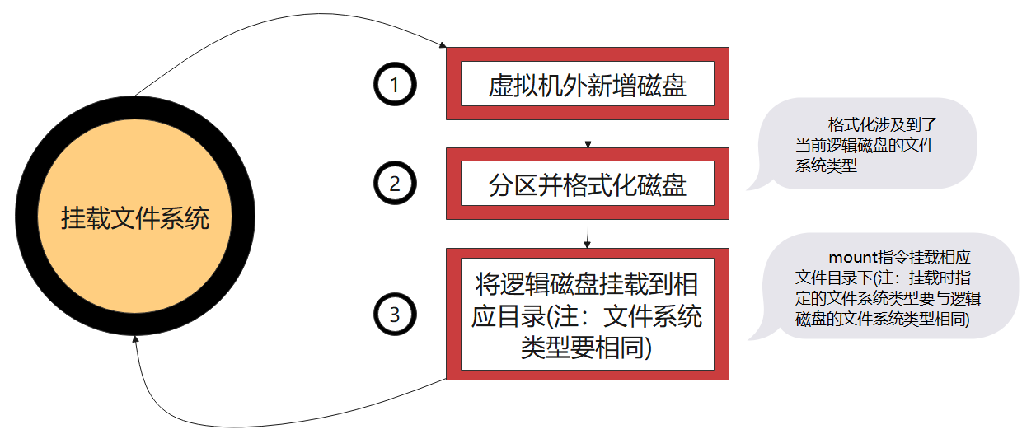 挂载文件系统
1
虚拟机外新增磁盘
2
分区并格式化磁盘
格式化涉及到了
当前逻辑磁盘的文件
系统类型
3
将逻辑磁盘挂载到相
应目录(注：文件系统
类型要相同)
mount指令挂载相应
文件目录下(注：挂载时指
定的文件系统类型要与逻辑
磁盘的文件系统类型相同)